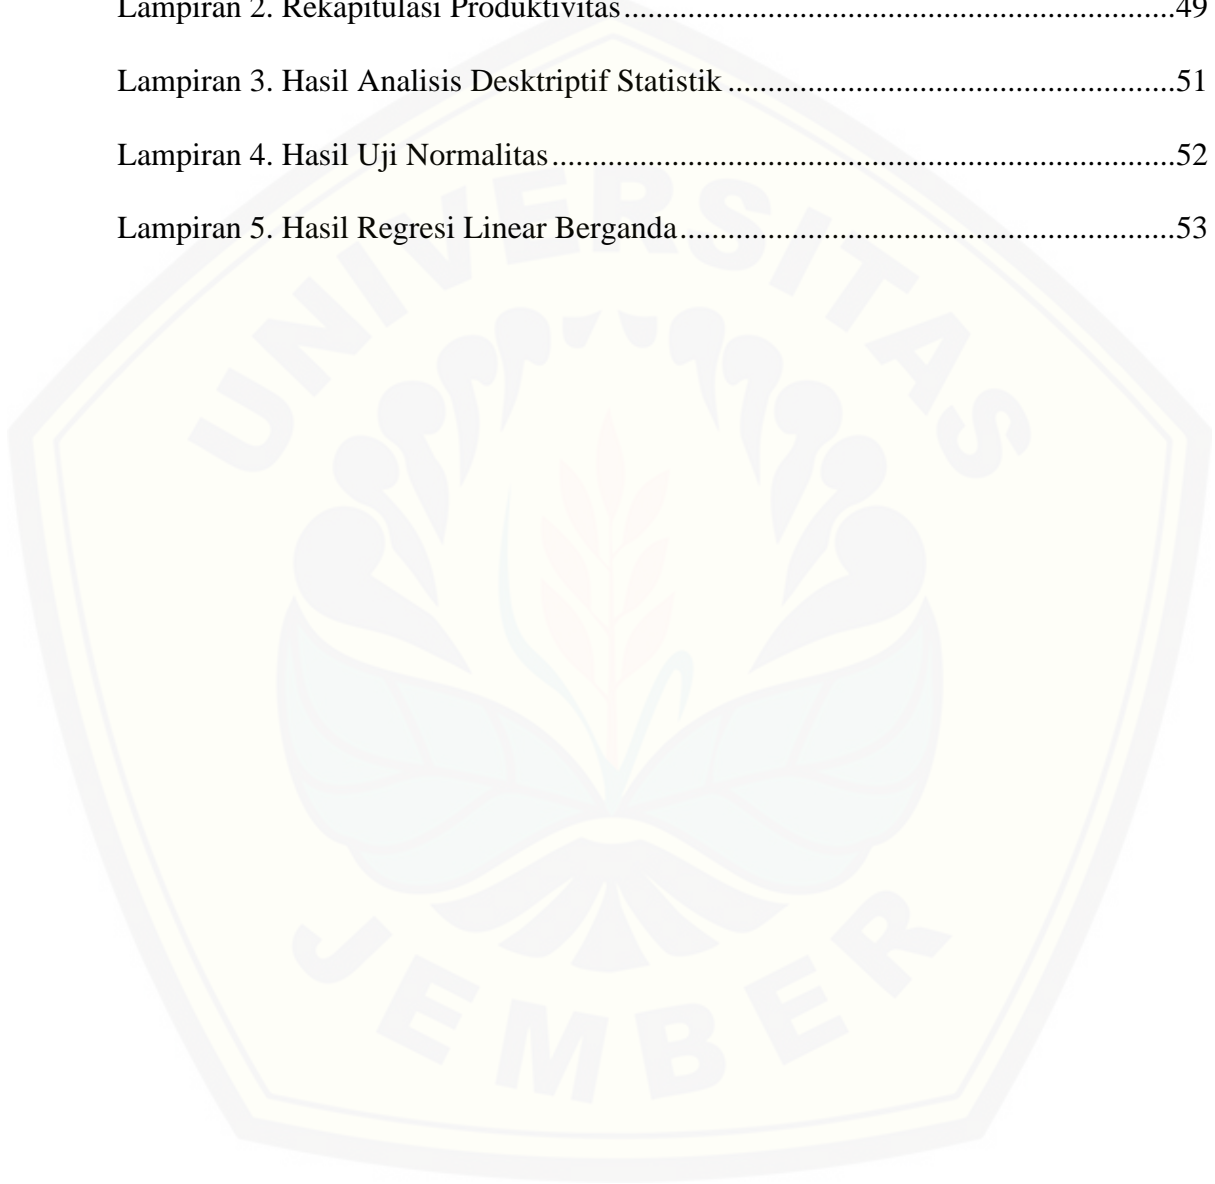 Lampiran 2. Rekapitulasi Produktivitas.....................................................................49
Lampiran 3. Hasil Analisis Desktriptif Statistik ........................................................51
Lampiran 4. Hasil Uji Normalitas..............................................................................52
Lampiran 5. Hasil Regresi Linear Berganda..............................................................53
UNIVERSITAS
JEMBER